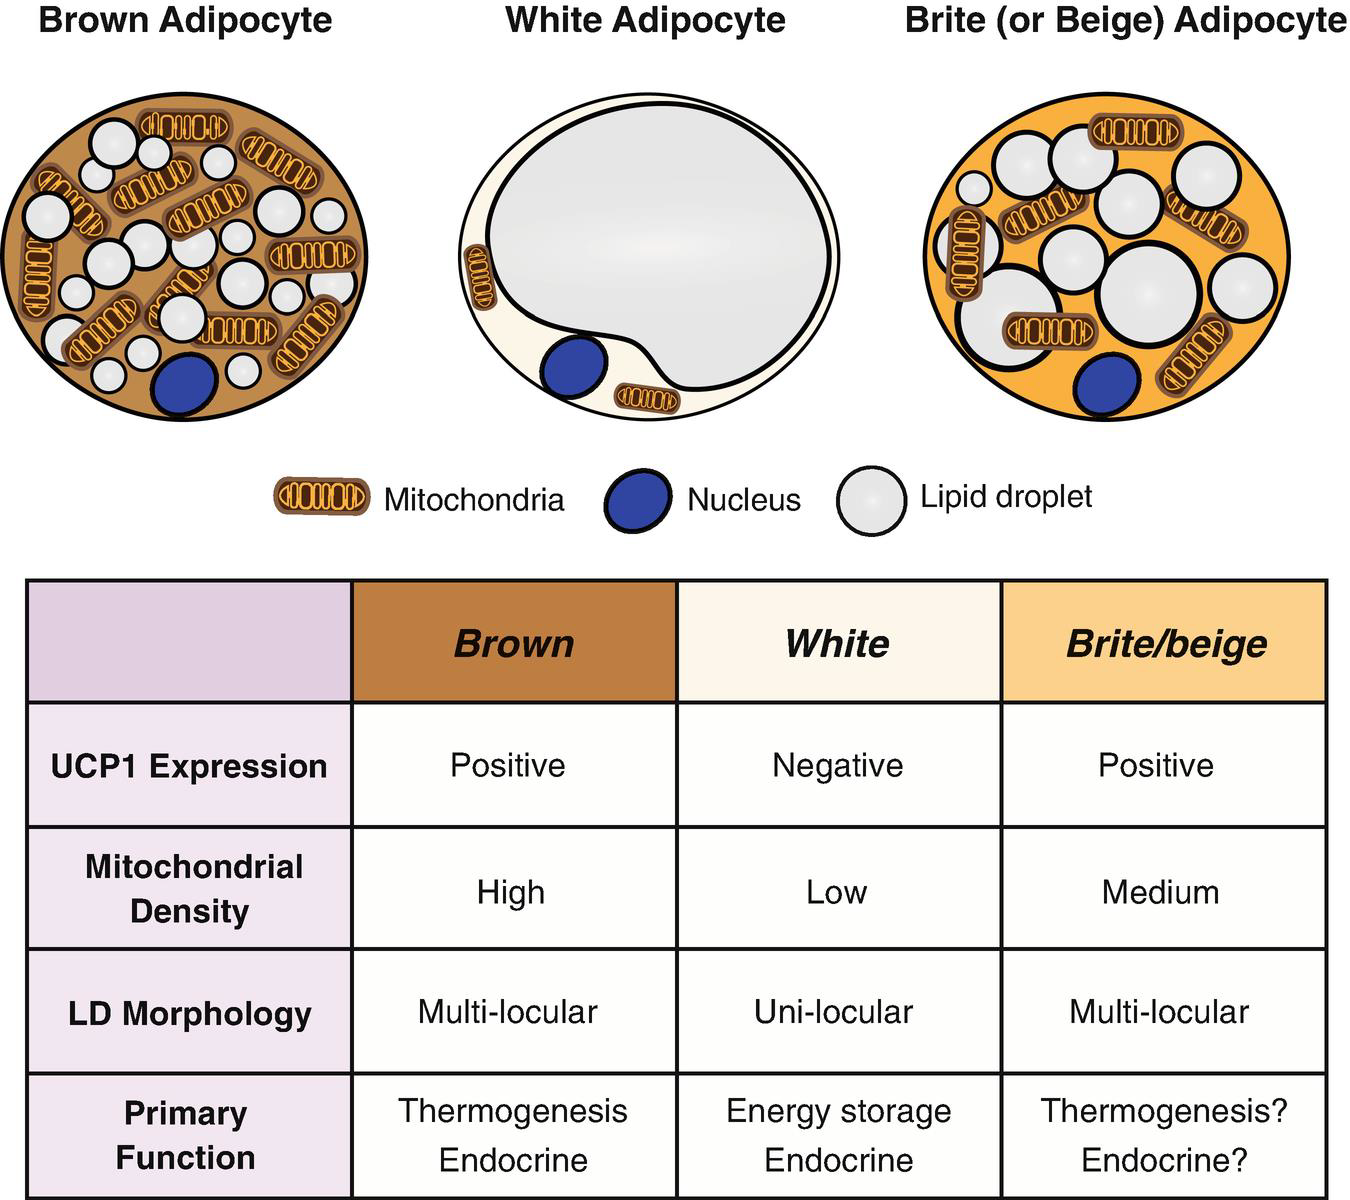 Brown Adipocyte
White Adipocyte
Brite (or Beige) Adipocyte
Mitochondria
Nucleus
Lipid droplet
Brown
White
Brite/beige
UCP1 Expression
Positive
Negative
Positive
Mitochondrial
Density
High
Low
Medium
LD Morphology
Multi-locular
Uni-locular
Multi-locular
Primary
Function
Thermogenesis
Endocrine
Energy storage
Endocrine
Thermogenesis?
Endocrine?